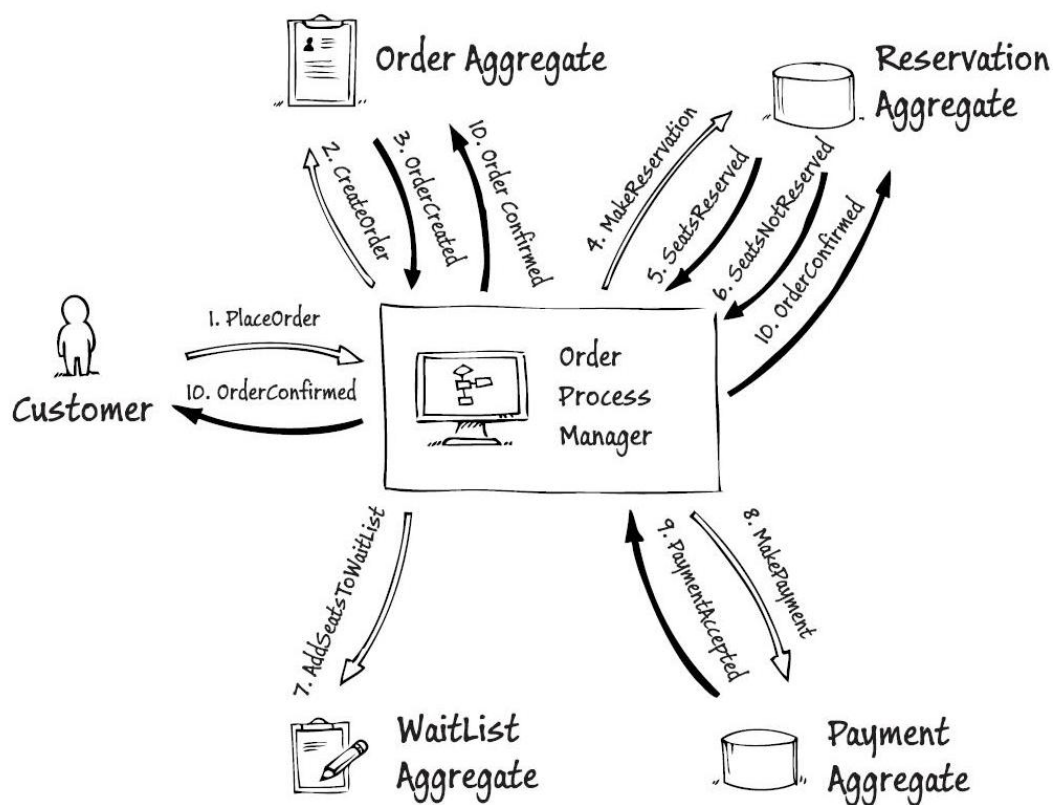 Order Aggregate
Reservation
Aggregate
2. CreateOrder
3. OrderCreated
10. Order Confirmed
4. MakeReservation
5. SeatsReserved
6. SeatsNotReserved
10. OrderConfirmed
1. PlaceOrder
10. OrderConfirmed
Customer
Order
Process
Manager
7. AddSeatsToWaitList
9. PaymentAccepted
8. MakePayment
WaitList
Aggregate
Payment
Aggregate